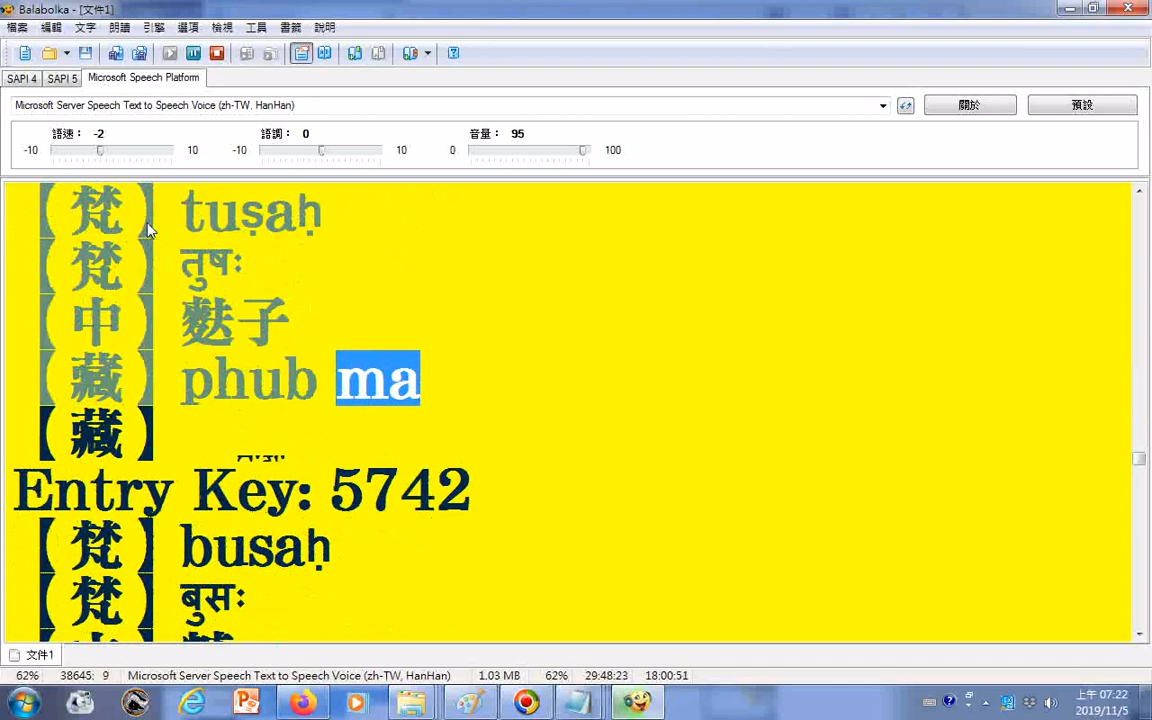 Balabolka - [文件1]
檔案 編輯 文字 朗讀 引擎 選項 檢視 工具 書籤 說明
SAPI 4 SAPI 5 Microsoft Speech Platform
Microsoft Server Speech Text to Speech Voice (zh-TW, HanHan) 關於 預設
語速： -2 語調： 0 音量： 95
-10 10 -10 10 0 100
【梵】 tuṣaḥ
【梵】 तुषः
【中】 麩子
【藏】 phub ma
【藏】
Entry Key: 5742
【梵】 busaḥ
【梵】 बुसः
文件1
62% 38645: 9 Microsoft Server Speech Text to Speech Voice (zh-TW, HanHan) 1.03 MB 62% 29:48:23 18:00:51
上午 07:22
2019/11/5